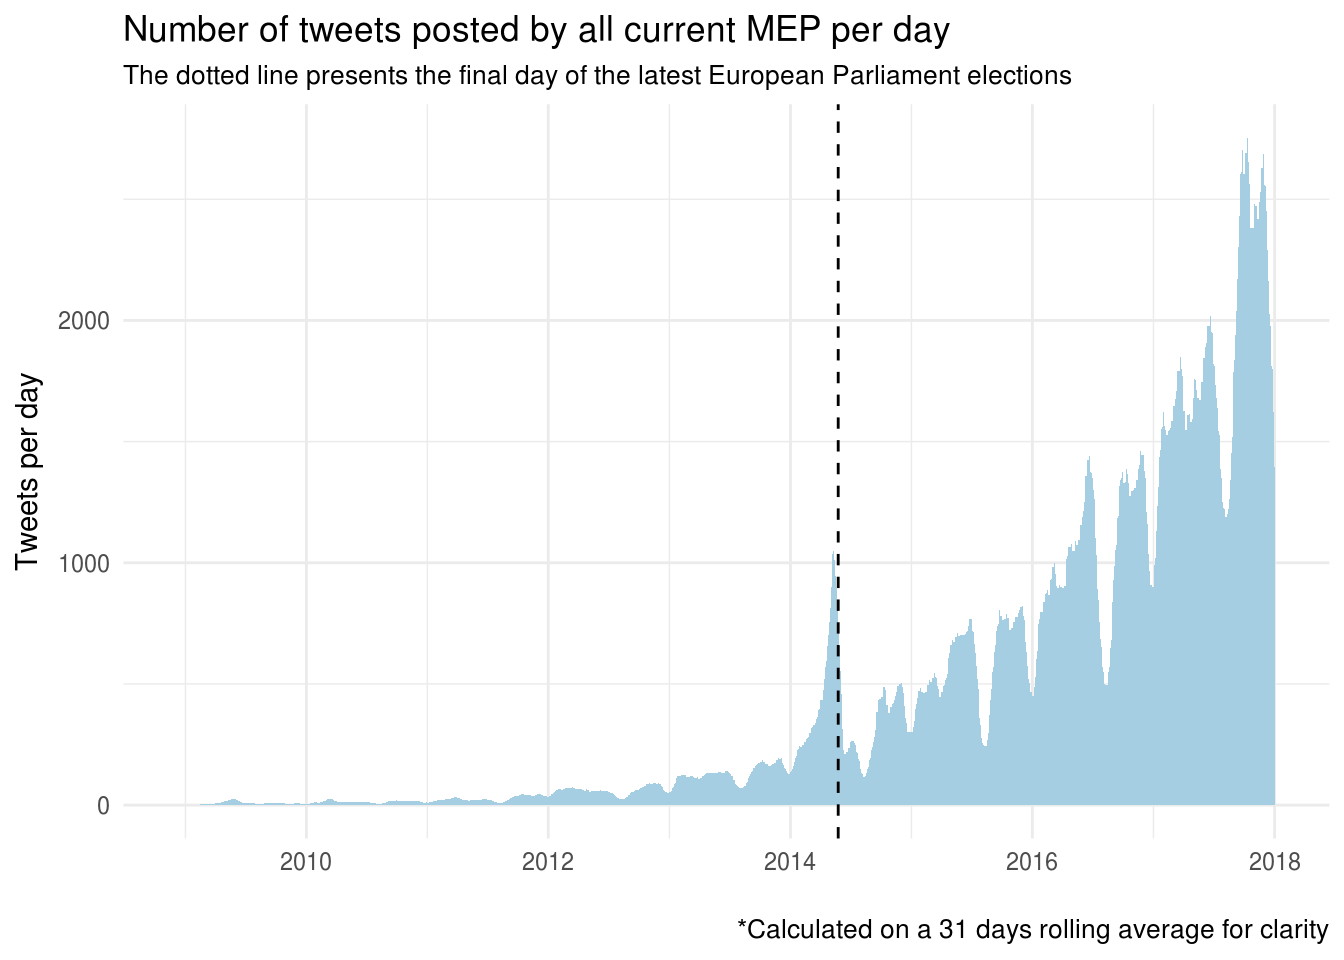 Number of tweets posted by all current MEP per day
The dotted line presents the final day of the latest European Parliament elections
Tweets per day
2000
1000
0
2010
2012
2014
2016
2018
*Calculated on a 31 days rolling average for clarity